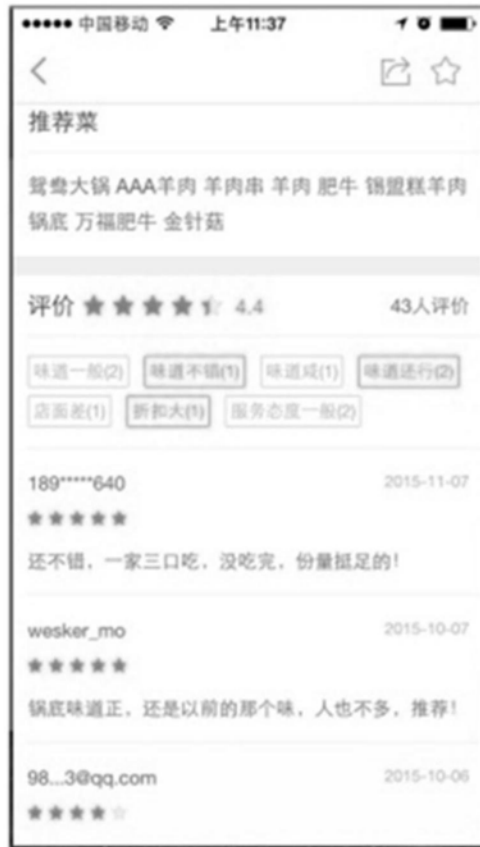 中国移动 上午11:37
推荐菜
鸳鸯大锅 AAA羊肉 羊肉串 羊肉 肥牛 锡盟糕羊肉
锅底 万福肥牛 金针菇
评价 4.4 43人评价
味道一般(2) 味道不错(1) 味道咸(1) 味道还行(2)
店面差(1) 折扣大(1) 服务态度一般(2)
189*****640 2015-11-07
还不错，一家三口吃，没吃完，份量挺足的！
wesker_mo 2015-10-07
锅底味道正，还是以前的那个味，人也不多，推荐！
98...3@qq.com 2015-10-06